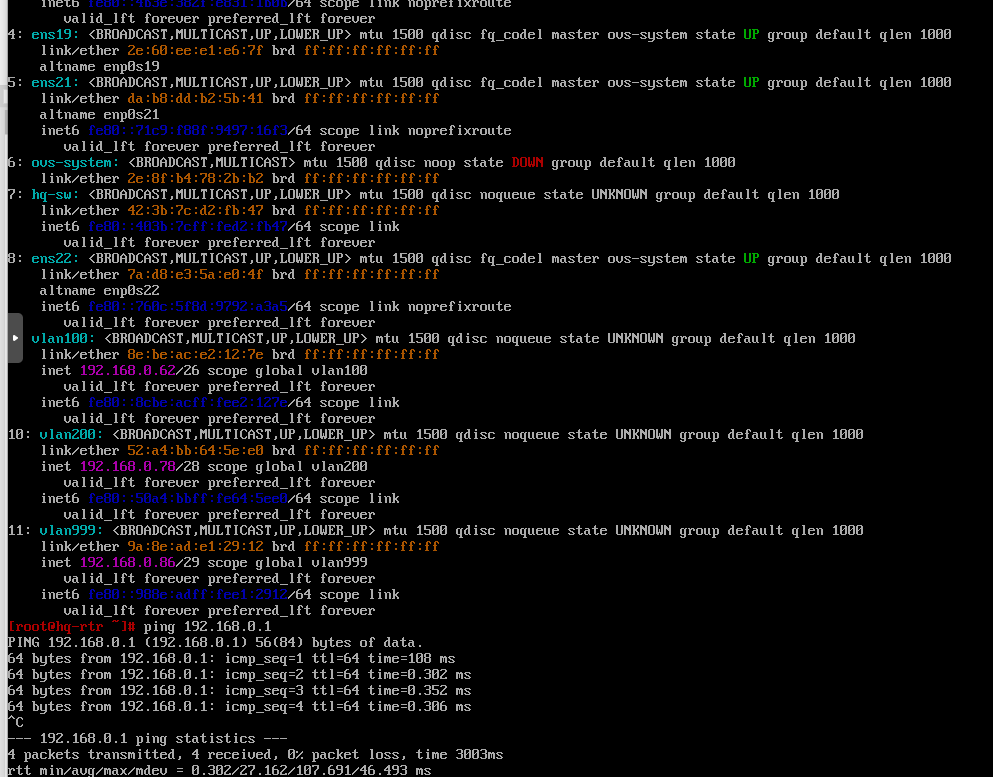 valid_lft forever preferred_lft forever
4: ens19: <BROADCAST,MULTICAST,UP,LOWER_UP> mtu 1500 qdisc fq_codel master ovs-system state UP group default qlen 1000
link/ether 2e:60:ee:e1:e6:7f brd ff:ff:ff:ff:ff:ff
altname enp0s19
5: ens21: <BROADCAST,MULTICAST,UP,LOWER_UP> mtu 1500 qdisc fq_codel master ovs-system state UP group default qlen 1000
link/ether da:b8:dd:b2:5b:41 brd ff:ff:ff:ff:ff:ff
altname enp0s21
inet6 fe80::71c9:f88f:9497:16f3/64 scope link noprefixroute
valid_lft forever preferred_lft forever
6: ovs-system: <BROADCAST,MULTICAST> mtu 1500 qdisc noop state DOWN group default qlen 1000
link/ether 2e:8f:b4:78:2b:b2 brd ff:ff:ff:ff:ff:ff
7: hq-sw: <BROADCAST,MULTICAST,UP,LOWER_UP> mtu 1500 qdisc noqueue state UNKNOWN group default qlen 1000
link/ether 42:3b:7c:d2:fb:47 brd ff:ff:ff:ff:ff:ff
inet6 fe80::403b:7cff:fed2:fb47/64 scope link
valid_lft forever preferred_lft forever
8: ens22: <BROADCAST,MULTICAST,UP,LOWER_UP> mtu 1500 qdisc fq_codel master ovs-system state UP group default qlen 1000
link/ether 7a:d8:e3:5a:e0:4f brd ff:ff:ff:ff:ff:ff
altname enp0s22
inet6 fe80::760c:5f8d:9792:a3a5/64 scope link noprefixroute
valid_lft forever preferred_lft forever
vlan100: <BROADCAST,MULTICAST,UP,LOWER_UP> mtu 1500 qdisc noqueue state UNKNOWN group default qlen 1000
link/ether 8e:be:ac:e2:12:7e brd ff:ff:ff:ff:ff:ff
inet 192.168.0.62/26 scope global vlan100
valid_lft forever preferred_lft forever
inet6 fe80::8cbe:acff:fee2:127e/64 scope link
valid_lft forever preferred_lft forever
10: vlan200: <BROADCAST,MULTICAST,UP,LOWER_UP> mtu 1500 qdisc noqueue state UNKNOWN group default qlen 1000
link/ether 52:a4:bb:64:5e:e0 brd ff:ff:ff:ff:ff:ff
inet 192.168.0.78/28 scope global vlan200
valid_lft forever preferred_lft forever
inet6 fe80::50a4:bbff:fe64:5ee0/64 scope link
valid_lft forever preferred_lft forever
11: vlan999: <BROADCAST,MULTICAST,UP,LOWER_UP> mtu 1500 qdisc noqueue state UNKNOWN group default qlen 1000
link/ether 9a:8e:ad:e1:29:12 brd ff:ff:ff:ff:ff:ff
inet 192.168.0.86/29 scope global vlan999
valid_lft forever preferred_lft forever
inet6 fe80::988e:adff:fee1:2912/64 scope link
valid_lft forever preferred_lft forever
[root@hq-rtr ~]# ping 192.168.0.1
PING 192.168.0.1 (192.168.0.1) 56(84) bytes of data.
64 bytes from 192.168.0.1: icmp_seq=1 ttl=64 time=108 ms
64 bytes from 192.168.0.1: icmp_seq=2 ttl=64 time=0.302 ms
64 bytes from 192.168.0.1: icmp_seq=3 ttl=64 time=0.352 ms
64 bytes from 192.168.0.1: icmp_seq=4 ttl=64 time=0.306 ms
^C
--- 192.168.0.1 ping statistics ---
4 packets transmitted, 4 received, 0% packet loss, time 3003ms
rtt min/avg/max/mdev = 0.302/27.162/107.691/46.493 ms